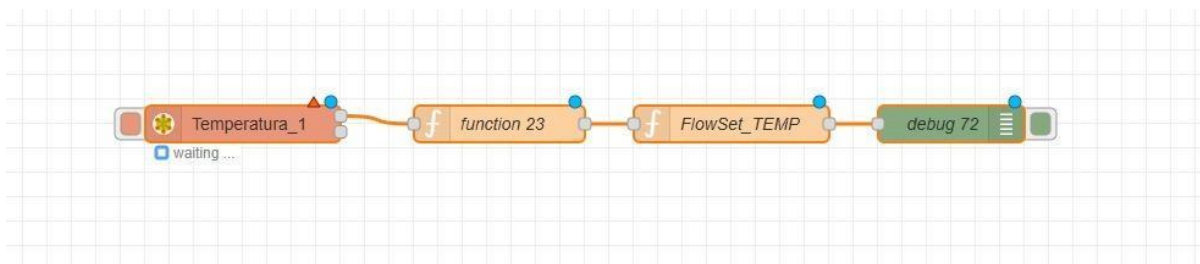 Temperatura_1
function 23
FlowSet_TEMP
debug 72
waiting ...